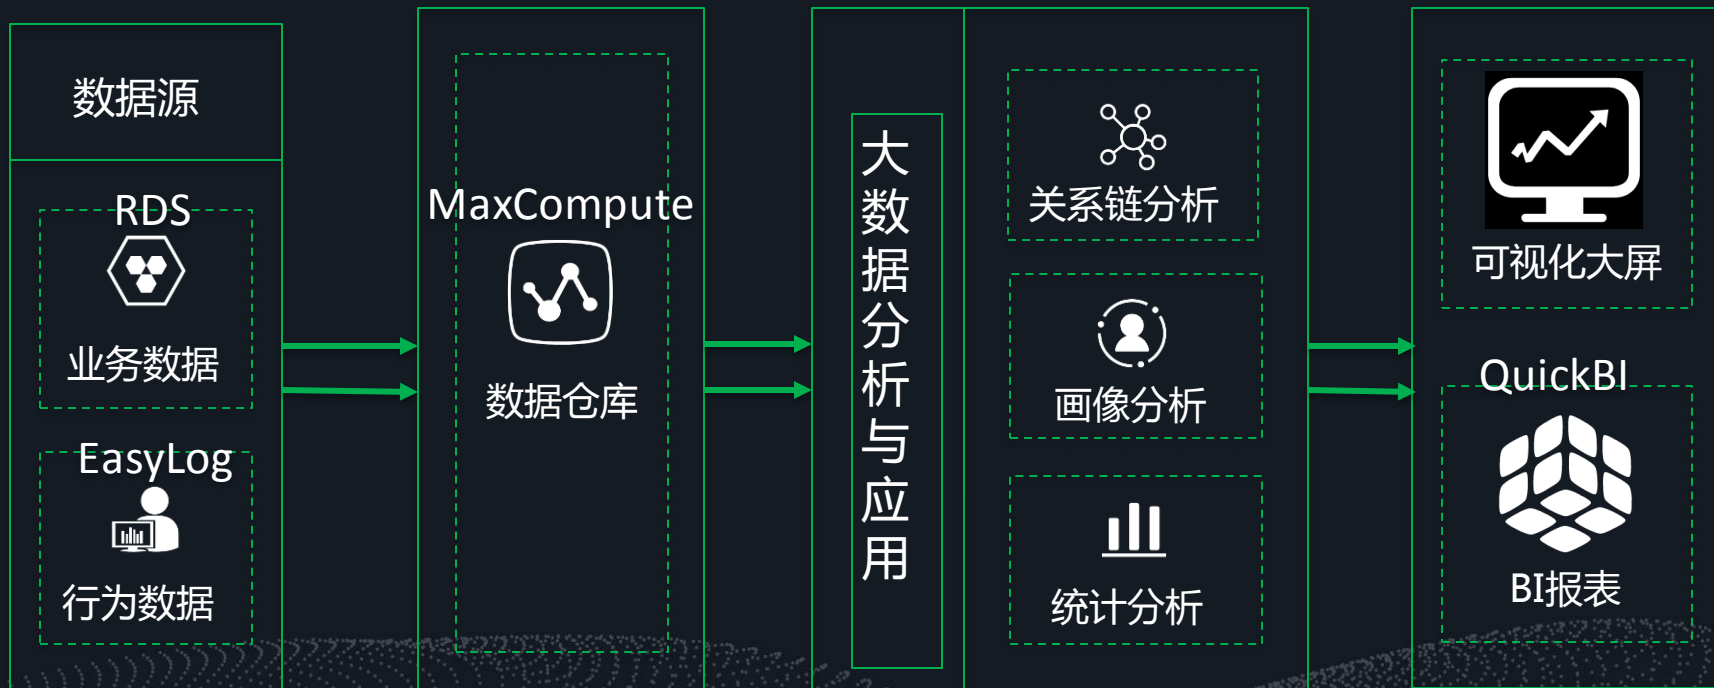 数据源
RDS
业务数据
EasyLog
行为数据
MaxCompute
数据仓库
大数据分析与应用
关系链分析
画像分析
统计分析
可视化大屏
QuickBI
BI报表